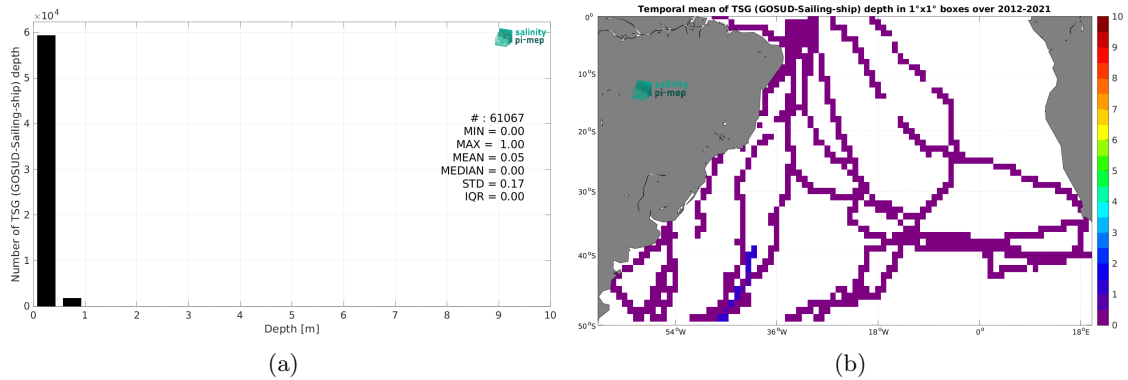 ×10⁴
6
5
4
3
2
1
0
Number of TSG (GOSUD-Sailing-ship) depth
salinity
pi-mep
# : 61067
MIN = 0.00
MAX = 1.00
MEAN = 0.05
MEDIAN = 0.00
STD = 0.17
IQR = 0.00
0 1 2 3 4 5 6 7 8 9 10
Depth [m]
(a)
Temporal mean of TSG (GOSUD-Sailing-ship) depth in 1°x1° boxes over 2012-2021
0°
10°S
20°S
30°S
40°S
50°S
salinity
pi-mep
54°W 36°W 18°W 0° 18°E
10
9
8
7
6
5
4
3
2
1
0
(b)